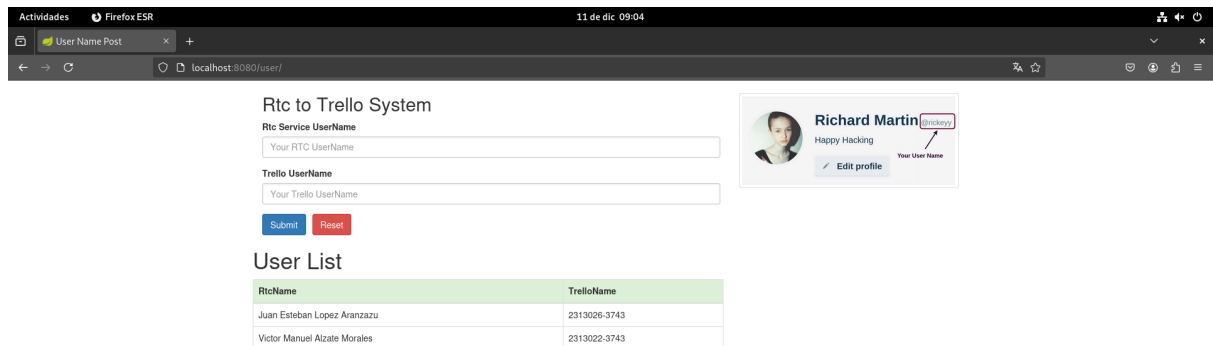 Actividades Firefox ESR 11 de dic 09:04
User Name Post
localhost:8080/user/
Rtc to Trello System
Rtc Service UserName
Your RTC UserName
Trello UserName
Your Trello UserName
Submit Reset
Richard Martin @rickeyy
Happy Hacking
Your User Name
Edit profile
User List
RtcName TrelloName
Juan Esteban Lopez Aranzazu 2313026-3743
Victor Manuel Alzate Morales 2313022-3743